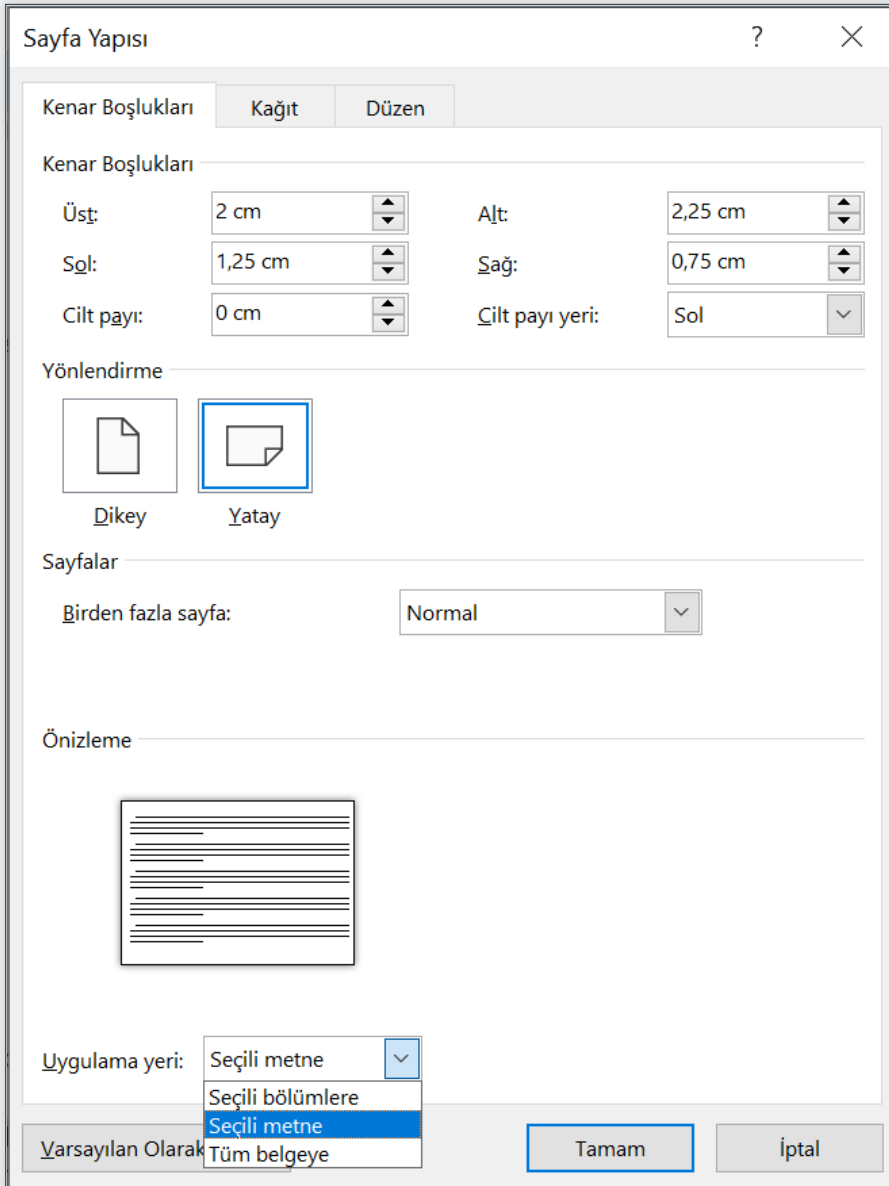 Sayfa Yapısı ?
Kenar Boşlukları Kağıt Düzen
Kenar Boşlukları
Üst: 2 cm Alt: 2,25 cm
Sol: 1,25 cm Sağ: 0,75 cm
Cilt payı: 0 cm Cilt payı yeri: Sol
Yönlendirme
Dikey Yatay
Sayfalar
Birden fazla sayfa: Normal
Önizleme
Uygulama yeri: Seçili metne
Seçili bölümlere
Seçili metne
Tüm belgeye
Varsayılan Olarak Tamam İptal